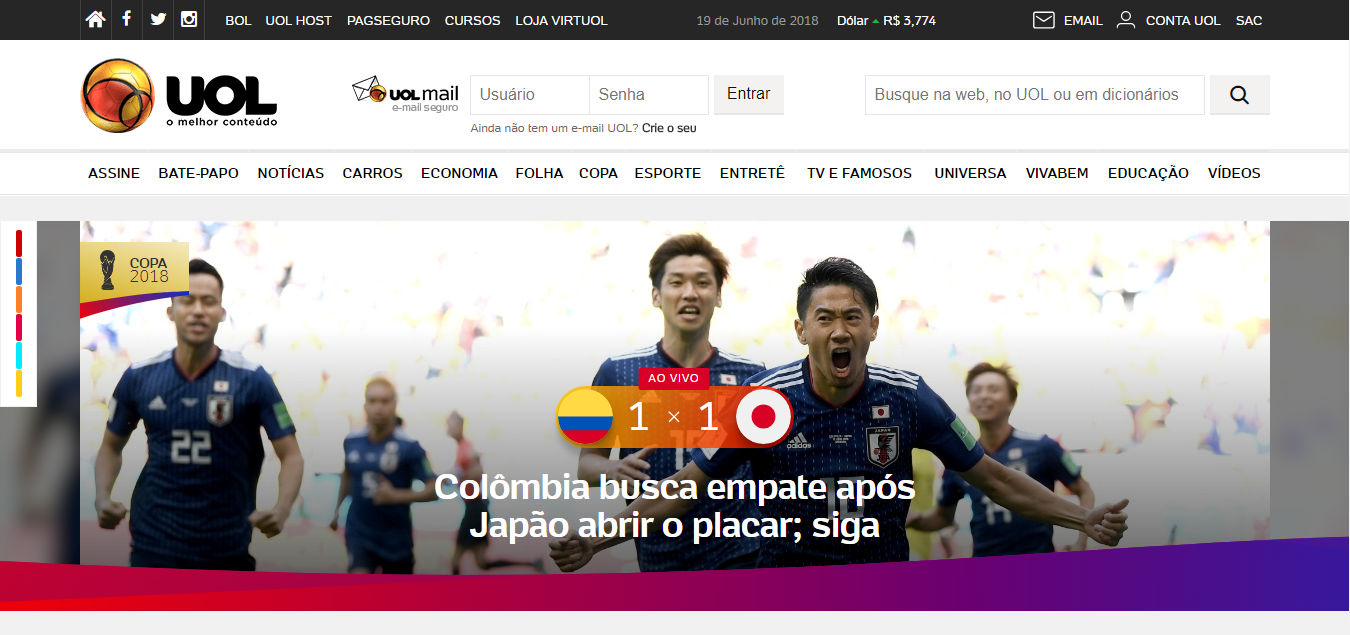 BOL UOL HOST PAGSEGURO CURSOS LOJA VIRTUOL 19 de Junho de 2018 Dólar R$ 3,774 EMAIL CONTA UOL SAC
UOL
o melhor conteúdo
UOL mail
e-mail seguro
Usuário Senha Entrar
Ainda não tem um e-mail UOL? Crie o seu
Busque na web, no UOL ou em dicionários
ASSINE BATE-PAPO NOTÍCIAS CARROS ECONOMIA FOLHA COPA ESPORTE ENTRETÊ TV E FAMOSOS UNIVERSA VIVABEM EDUCAÇÃO VÍDEOS
COPA
2018
AO VIVO
1 × 1
Colômbia busca empate após
Japão abrir o placar; siga
22
adidas